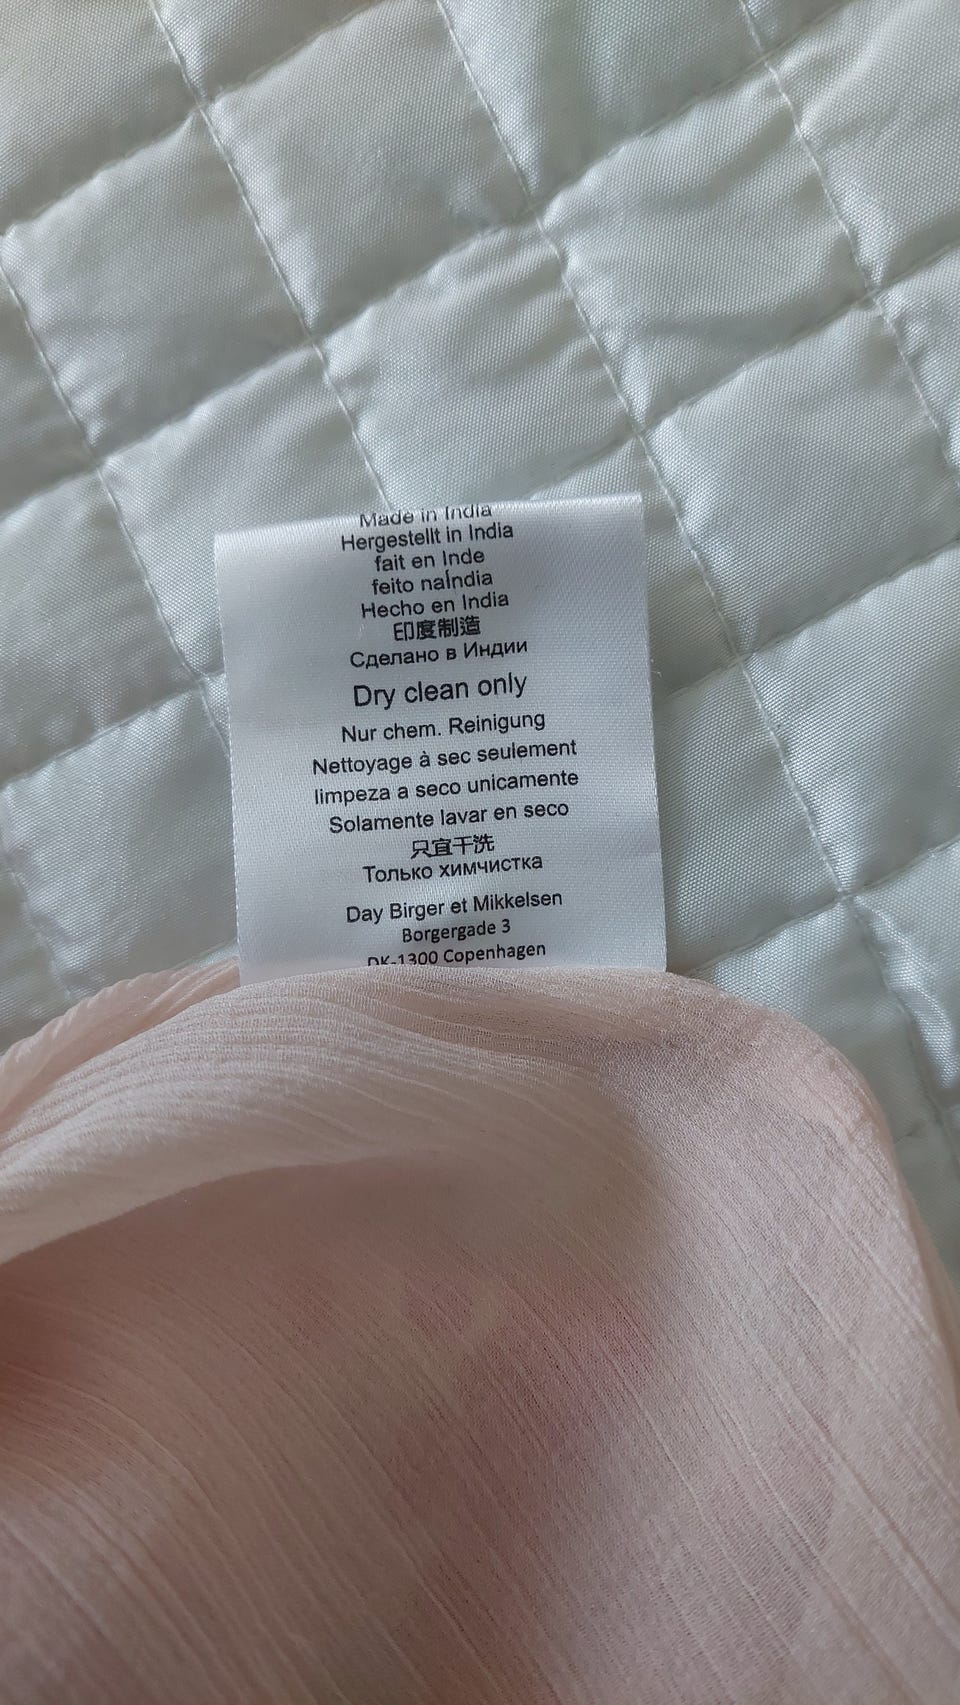 Made in India
Hergestellt in India
fait en Inde
feito naÍndia
Hecho en India
印度制造
Сделано в Индии
Dry clean only
Nur chem. Reinigung
Nettoyage à sec seulement
limpeza a seco unicamente
Solamente lavar en seco
只宜干洗
Только химчистка
Day Birger et Mikkelsen
Borgergade 3
DK-1300 Copenhagen